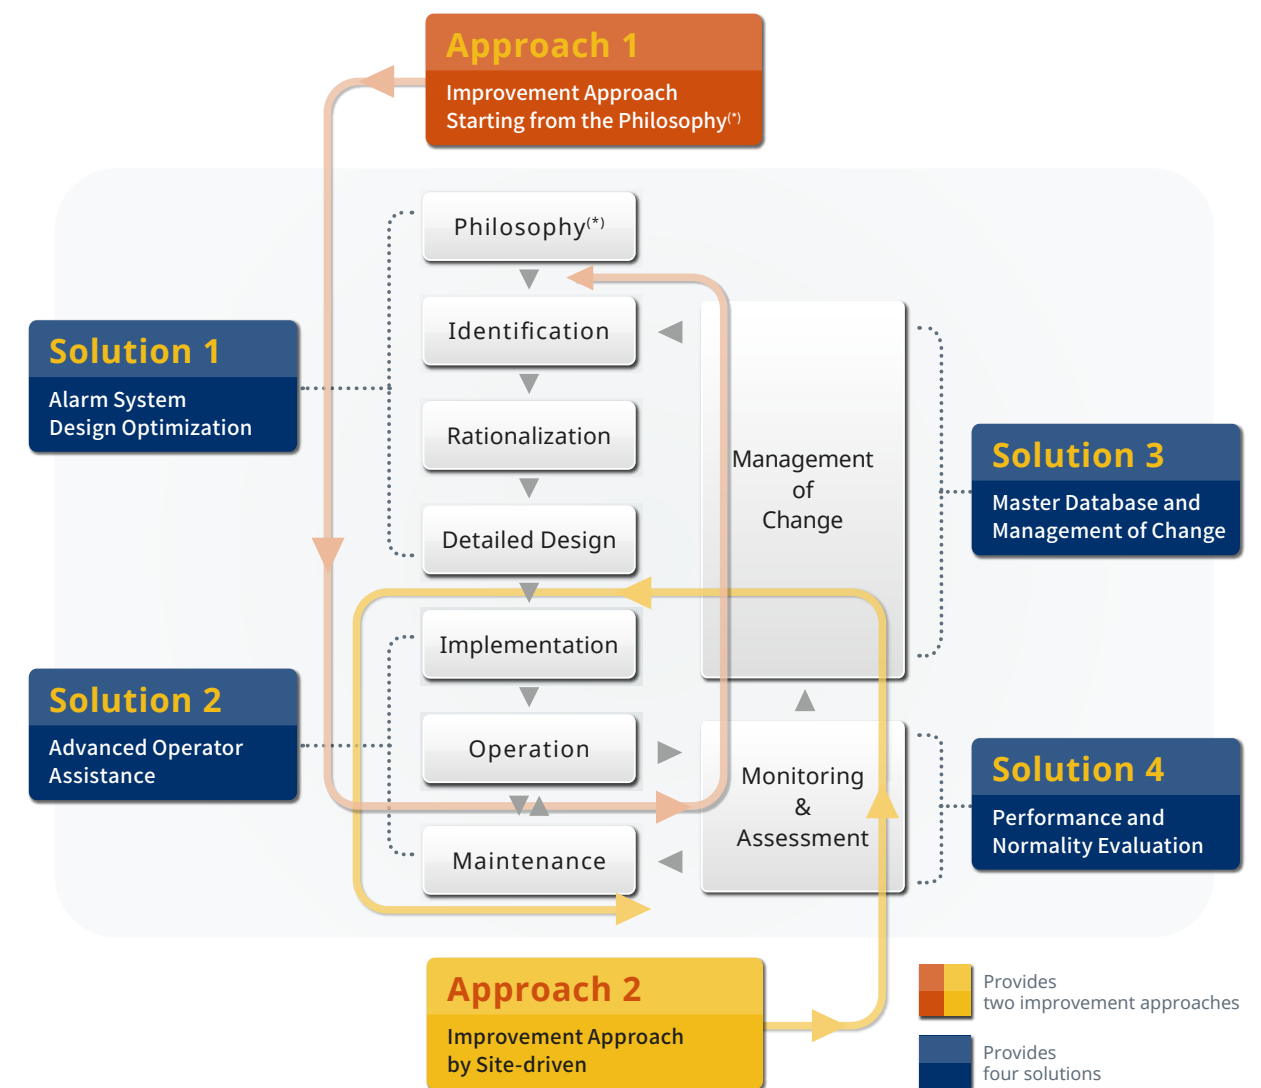 Approach 1
Improvement Approach
Starting from the Philosophy(*)
Philosophy(*)
Identification
Rationalization
Detailed Design
Implementation
Operation
Maintenance
Management
of
Change
Monitoring
&
Assessment
Solution 1
Alarm System
Design Optimization
Solution 2
Advanced Operator
Assistance
Solution 3
Master Database and
Management of Change
Solution 4
Performance and
Normality Evaluation
Approach 2
Improvement Approach
by Site-driven
Provides
two improvement approaches
Provides
four solutions